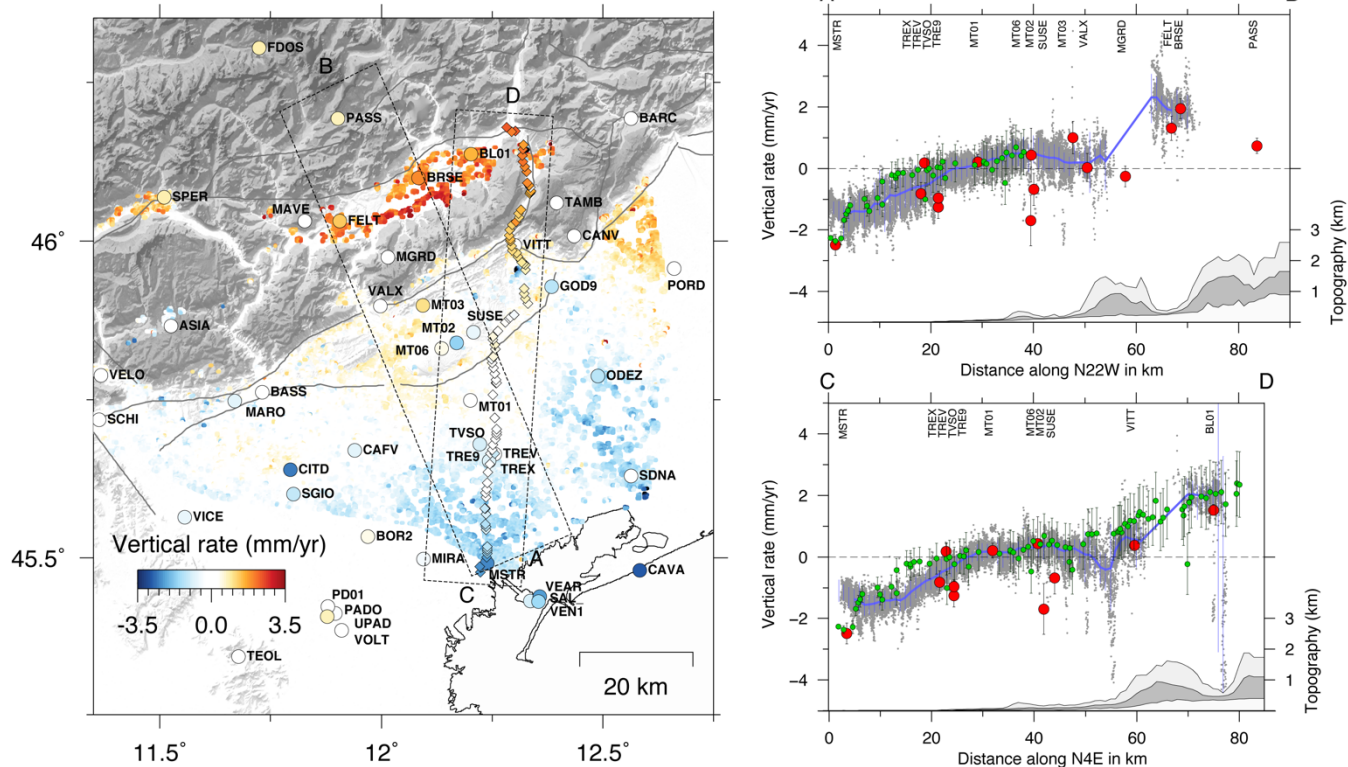 FDOS
B
D
PASS
BARC
BL01
BRSE
SPER
TAMB
MAVE
FELT
CANV
VITT
MGRD
PORD
GOD9
VALX
MT03
SUSE
MT02
ASIA
MT06
VELO
ODEZ
BASS
MARO
MT01
SCHI
TVSO
CAFV
TRE9
TREV
TREX
CITD
SDNA
SGIO
VICE
BOR2
MIRA
A
MSTR
CAVA
C
VEAR
SAL
VEN1
PD01
PADO
UPAD
VOLT
TEOL
46˚
45.5˚
Vertical rate (mm/yr)
-3.5 0.0 3.5
20 km
11.5˚ 12˚ 12.5˚
MSTR
TREX
TREV
TVSO
TRE9
MT01
MT06
MT02
SUSE
MT03
VALX
MGRD
FELT
BRSE
PASS
Vertical rate (mm/yr)
4
2
0
−2
−4
3
2
1
Topography (km)
0 20 40 60 80
Distance along N22W in km
C D
MSTR
TREX
TREV
TVSO
TRE9
MT01
MT06
MT02
SUSE
VITT
BL01
Vertical rate (mm/yr)
4
2
0
−2
−4
3
2
1
Topography (km)
0 20 40 60 80
Distance along N4E in km